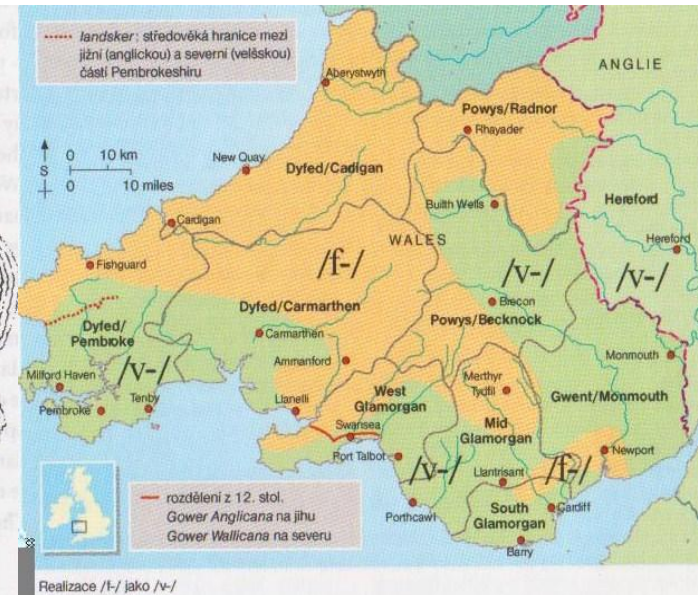 landsker: středověká hranice mezi
jižní (anglickou) a severní (velšskou)
částí Pembrokeshiru
ANGLIE
Aberystwyth
Powys/Radnor
Rhayader
S
0 10 km
0 10 miles
New Quay
Dyfed/Cadigan
Builth Wells
Hereford
Cardigan
WALES
Hereford
Fishguard
/f-/
/v-/
/v-/
Dyfed/Carmarthen
Brecon
Powys/Becknock
Dyfed/
Pembroke
Carmarthen
Monmouth
Ammanford
Milford Haven
/v-/
Merthyr
Tydfil
West
Glamorgan
Gwent/Monmouth
Pembroke
Tenby
Llanelli
Swansea
Mid
Glamorgan
Newport
Port Talbot
/v-/
Llantrisant
/f-/
rozdělení z 12. stol.
Gower Anglicana na jihu
Gower Wallicana na severu
Porthcawl
South
Glamorgan
Cardiff
Barry
Realizace /f-/ jako /v-/